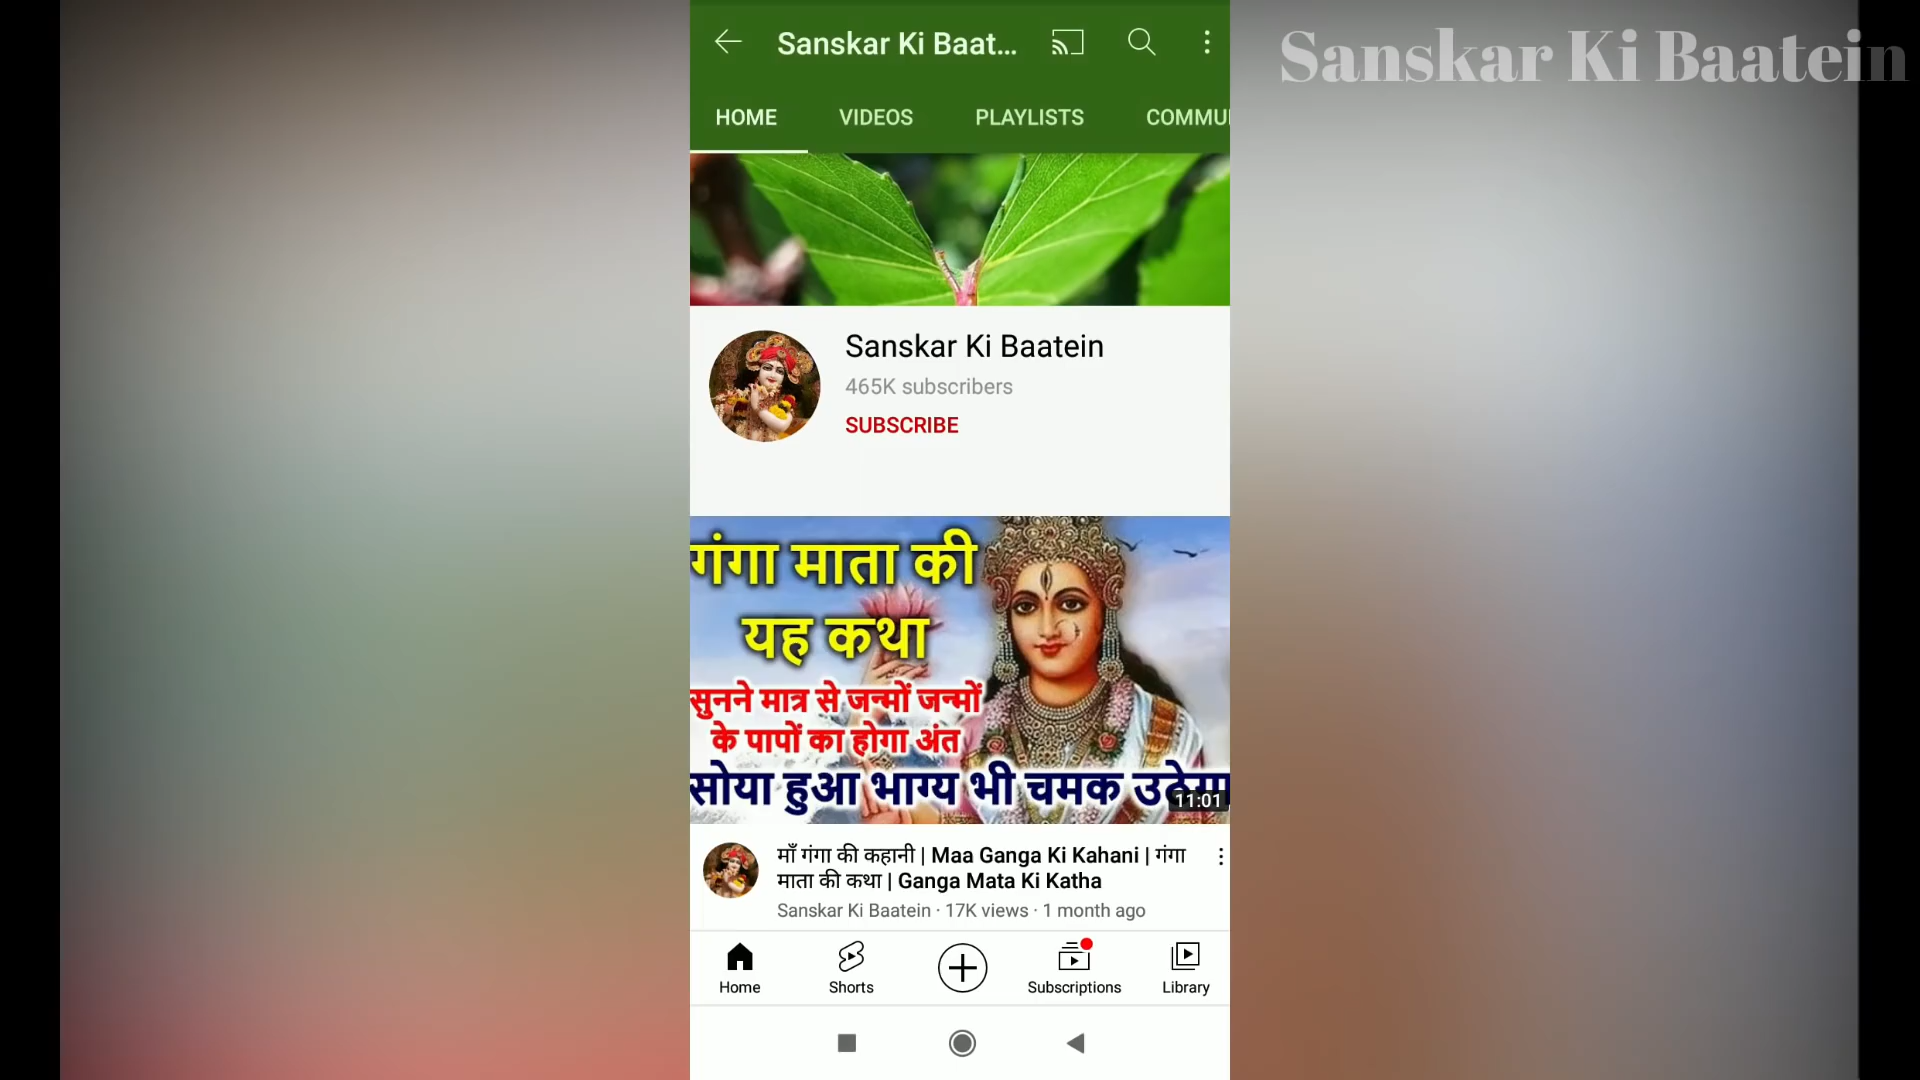 Sanskar Ki Baatein
Sanskar Ki Baat...
HOME VIDEOS PLAYLISTS COMMU
Sanskar Ki Baatein
465K subscribers
SUBSCRIBE
गंगा माता की
यह कथा
सुनने मात्र से जन्मों जन्मों
के पापों का होगा अंत
सोया हुआ भाग्य भी चमक उठेगा
11:01
माँ गंगा की कहानी | Maa Ganga Ki Kahani | गंगा
माता की कथा | Ganga Mata Ki Katha
Sanskar Ki Baatein · 17K views · 1 month ago
Home Shorts Subscriptions Library